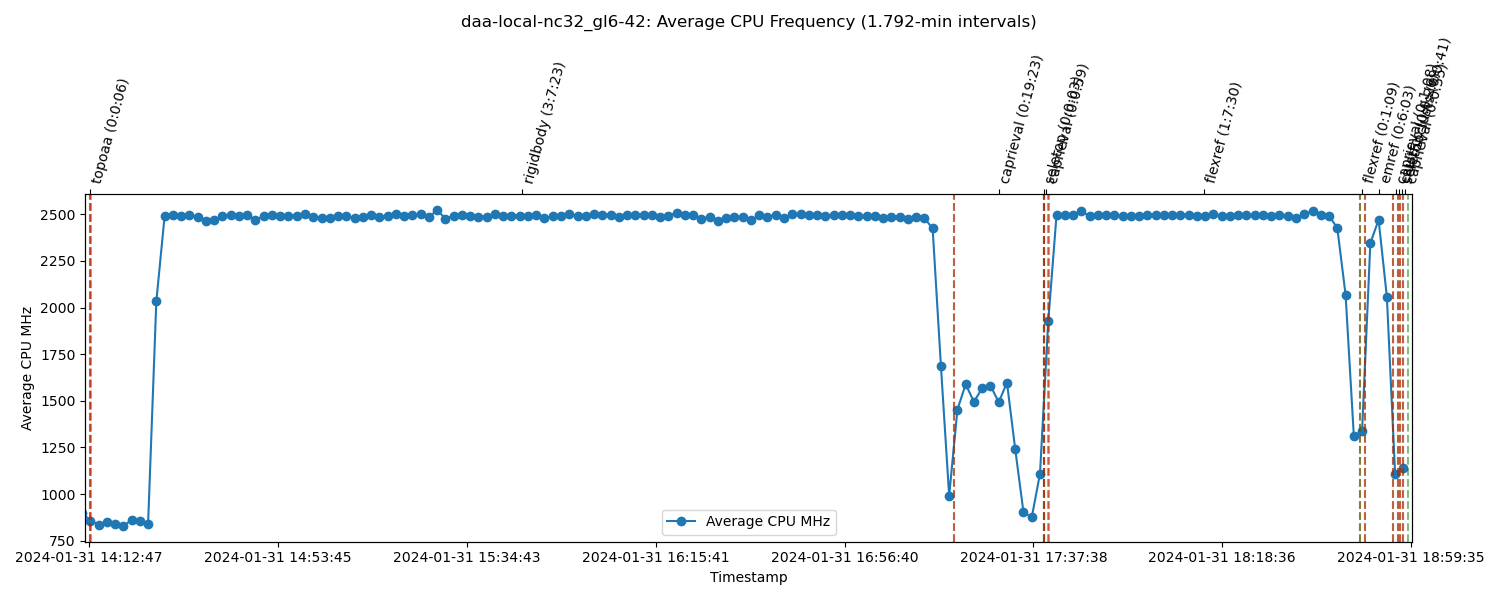 daa-local-nc32_gl6-42: Average CPU Frequency (1.792-min intervals)
topoaa (0:0:06)
rigidbody (3:7:23)
caprieval (0:19:23)
caprieval (0:0:59)
flexref (1:7:30)
flexref (0:1:09)
emref (0:6:03)
2500
2250
2000
1750
1500
1250
1000
750
Average CPU MHz
Average CPU MHz
2024-01-31 14:12:47
2024-01-31 14:53:45
2024-01-31 15:34:43
2024-01-31 16:15:41
2024-01-31 16:56:40
2024-01-31 17:37:38
2024-01-31 18:18:36
2024-01-31 18:59:35
Timestamp